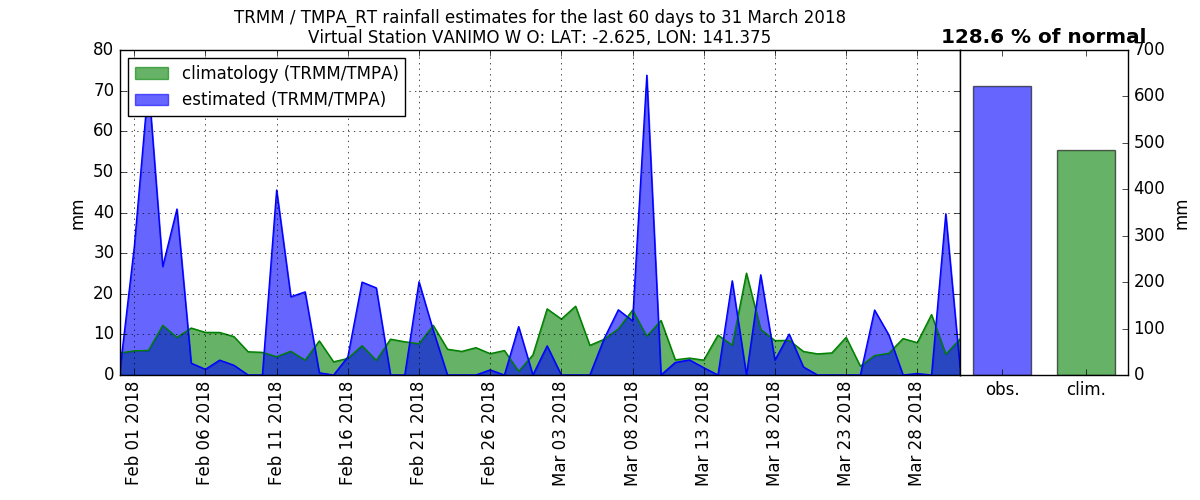 TRMM / TMPA_RT rainfall estimates for the last 60 days to 31 March 2018
Virtual Station VANIMO W O: LAT: -2.625, LON: 141.375
128.6 % of normal
climatology (TRMM/TMPA)
estimated (TRMM/TMPA)
80
70
60
50
40
30
20
10
0
mm
Feb 01 2018
Feb 06 2018
Feb 11 2018
Feb 16 2018
Feb 21 2018
Feb 26 2018
Mar 03 2018
Mar 08 2018
Mar 13 2018
Mar 18 2018
Mar 23 2018
Mar 28 2018
obs.
clim.
700
600
500
400
300
200
100
0
mm